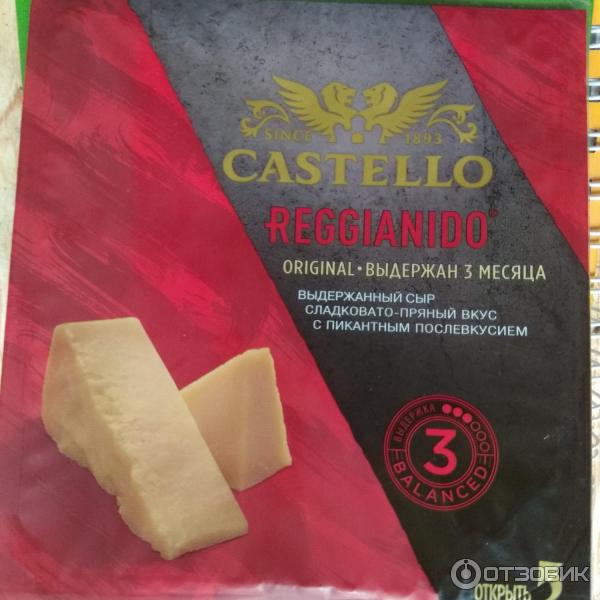 SINCE 1893
CASTELLO
REGGIANIDO®
ORIGINAL • ВЫДЕРЖАН 3 МЕСЯЦА
ВЫДЕРЖАННЫЙ СЫР
СЛАДКОВАТО-ПРЯНЫЙ ВКУС
С ПИКАНТНЫМ ПОСЛЕВКУСИЕМ
ВЫДЕРЖКА
3
BALANCED
ОТКРЫТЬ
ОТЗОВИК